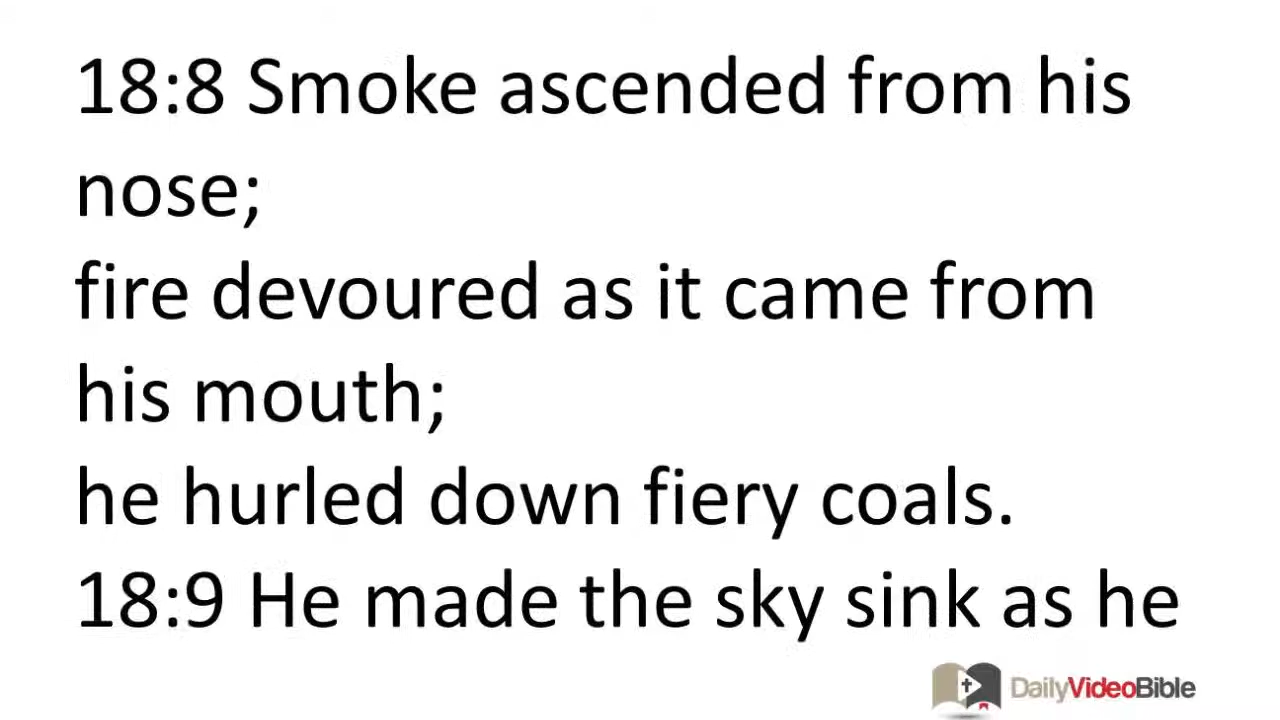 18:8 Smoke ascended from his
nose;
fire devoured as it came from
his mouth;
he hurled down fiery coals.
18:9 He made the sky sink as he
DailyVideoBible